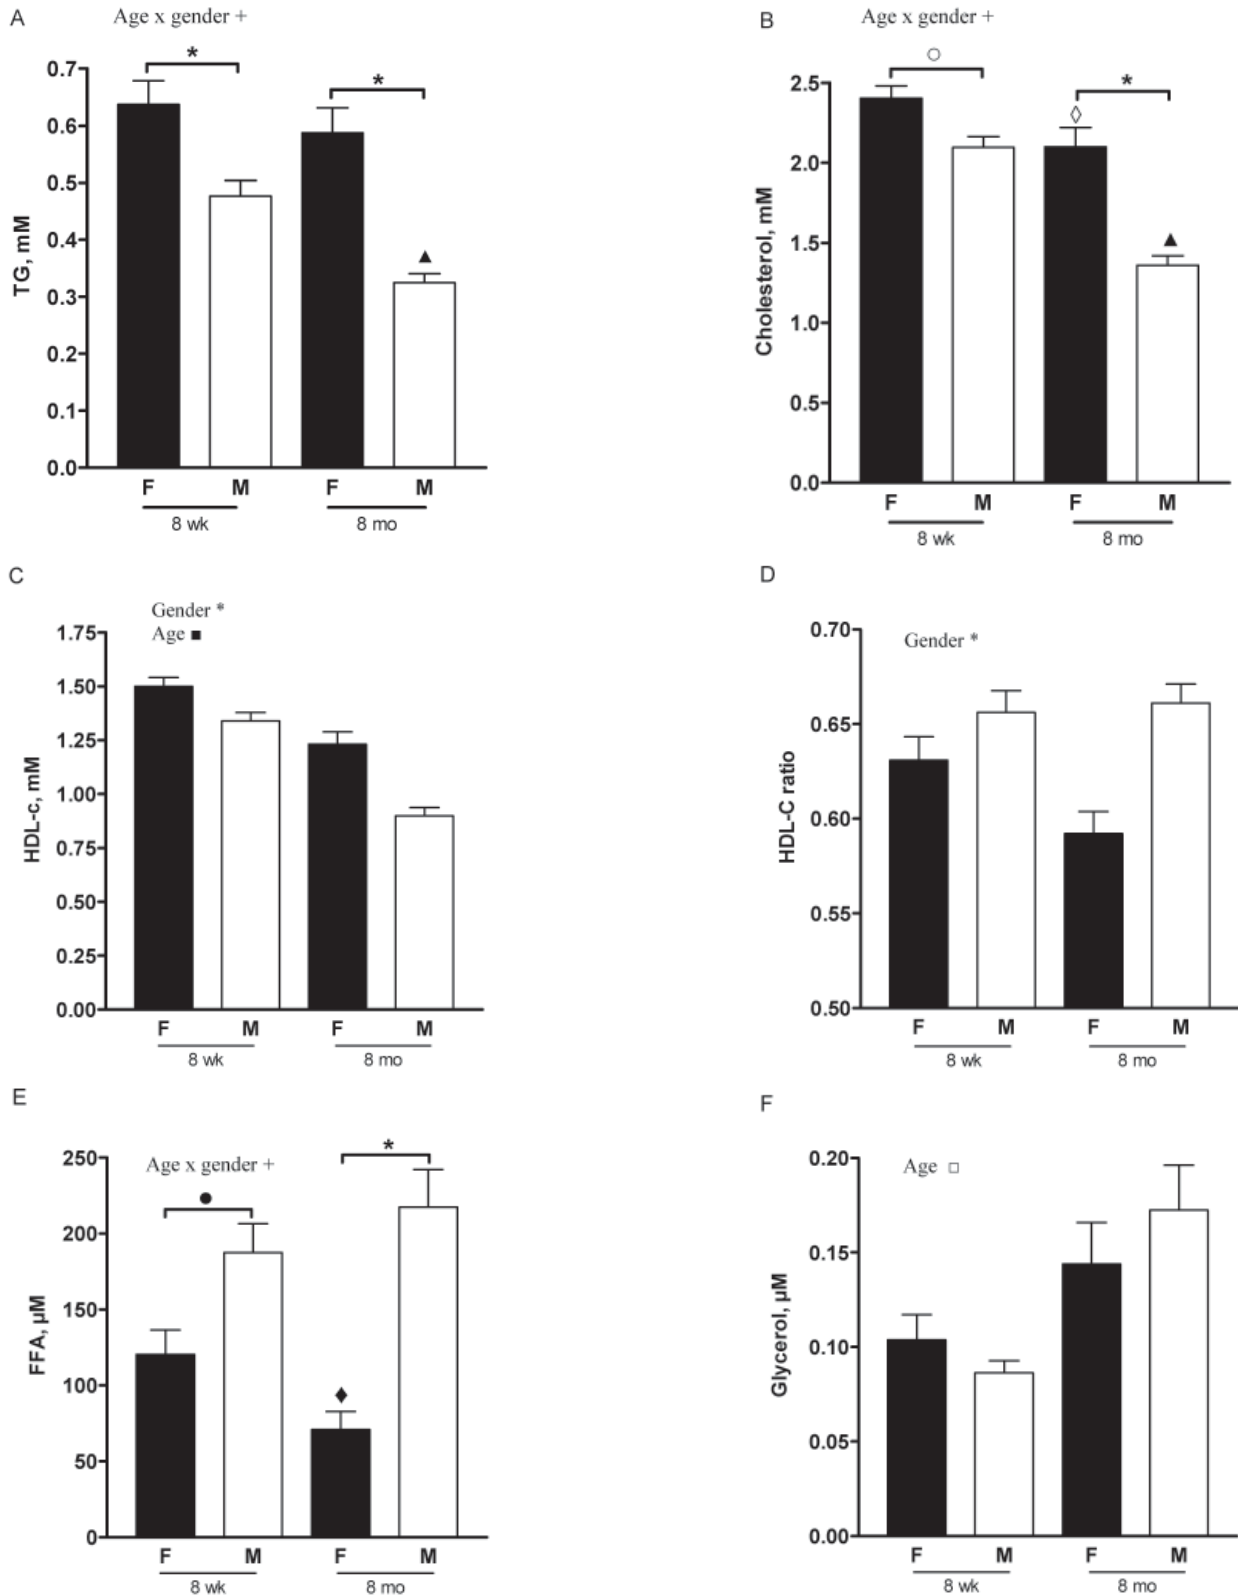 A
Age x gender +
*
*
▲
TG, mM
0.7
0.6
0.5
0.4
0.3
0.2
0.1
0.0
F M F M
8 wk 8 mo
B
Age x gender +
○
*
◊
▲
Cholesterol, mM
2.5
2.0
1.5
1.0
0.5
0.0
F M F M
8 wk 8 mo
C
Gender *
Age ■
HDL-c, mM
1.75
1.50
1.25
1.00
0.75
0.50
0.25
0.00
F M F M
8 wk 8 mo
D
Gender *
HDL-C ratio
0.70
0.65
0.60
0.55
0.50
F M F M
8 wk 8 mo
E
Age x gender +
●
*
♦
FFA, µM
250
200
150
100
50
0
F M F M
8 wk 8 mo
F
Age □
Glycerol, µM
0.20
0.15
0.10
0.05
0.00
F M F M
8 wk 8 mo